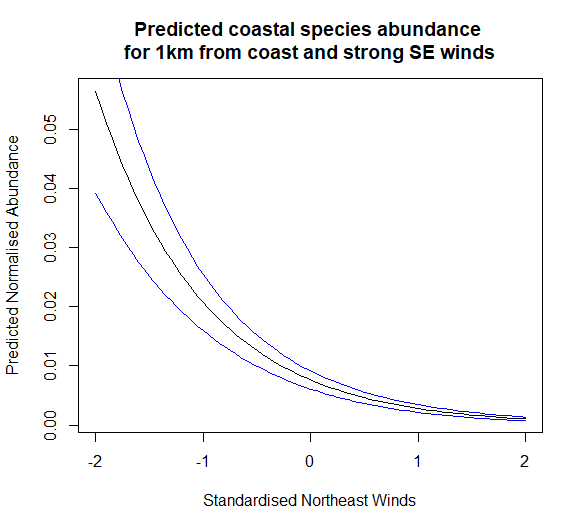 Predicted coastal species abundance
for 1km from coast and strong SE winds
Predicted Normalised Abundance
0.05
0.04
0.03
0.02
0.01
0.00
-2
-1
0
1
2
Standardised Northeast Winds